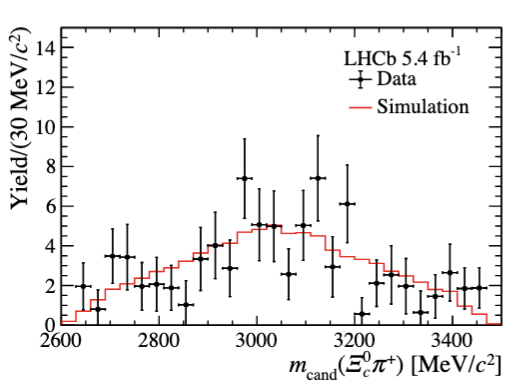 Yield/(30 MeV/c²)
14
12
10
8
6
4
2
0
LHCb 5.4 fb⁻¹
Data
Simulation
2600 2800 3000 3200 3400
m_cand(Ξ_c⁰π⁺) [MeV/c²]